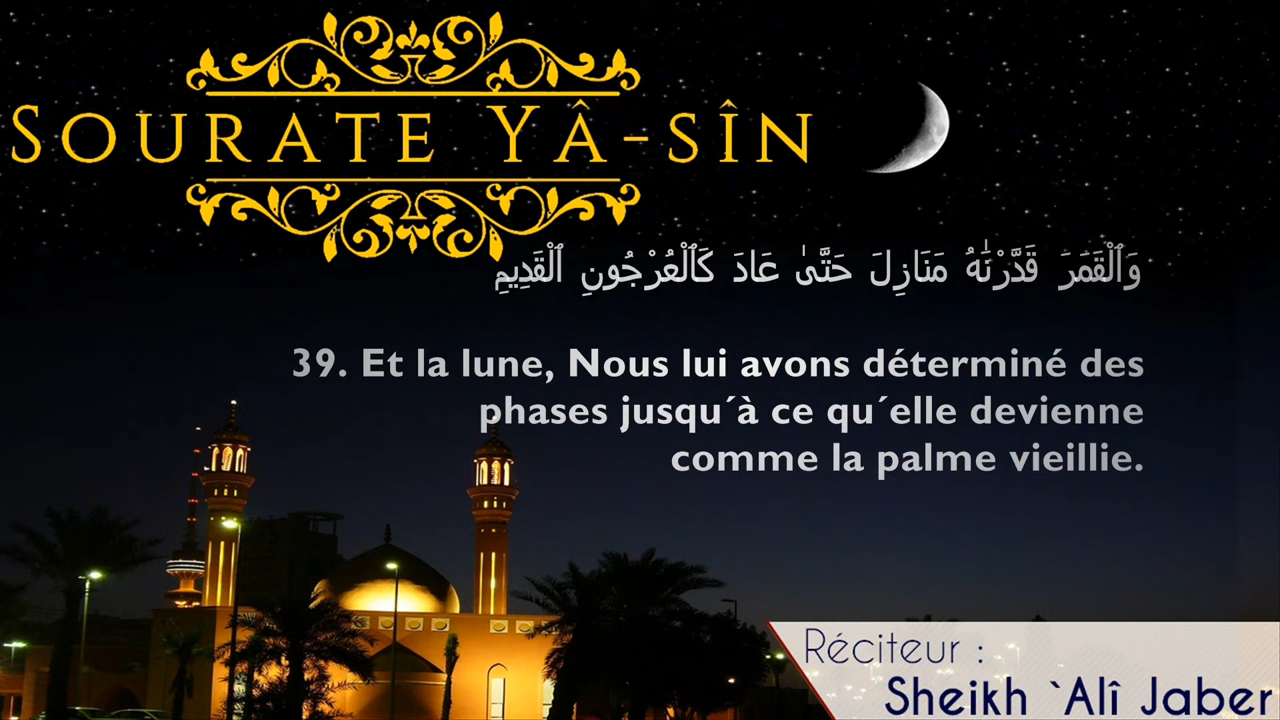 SOURATE YÂ-SÎN
وَٱلْقَمَرَ قَدَّرْنَـٰهُ مَنَازِلَ حَتَّىٰ عَادَ كَٱلْعُرْجُونِ ٱلْقَدِيمِ
39. Et la lune, Nous lui avons déterminé des
phases jusqu´à ce qu´elle devienne
comme la palme vieillie.
Réciteur :
Sheikh `Alî Jaber